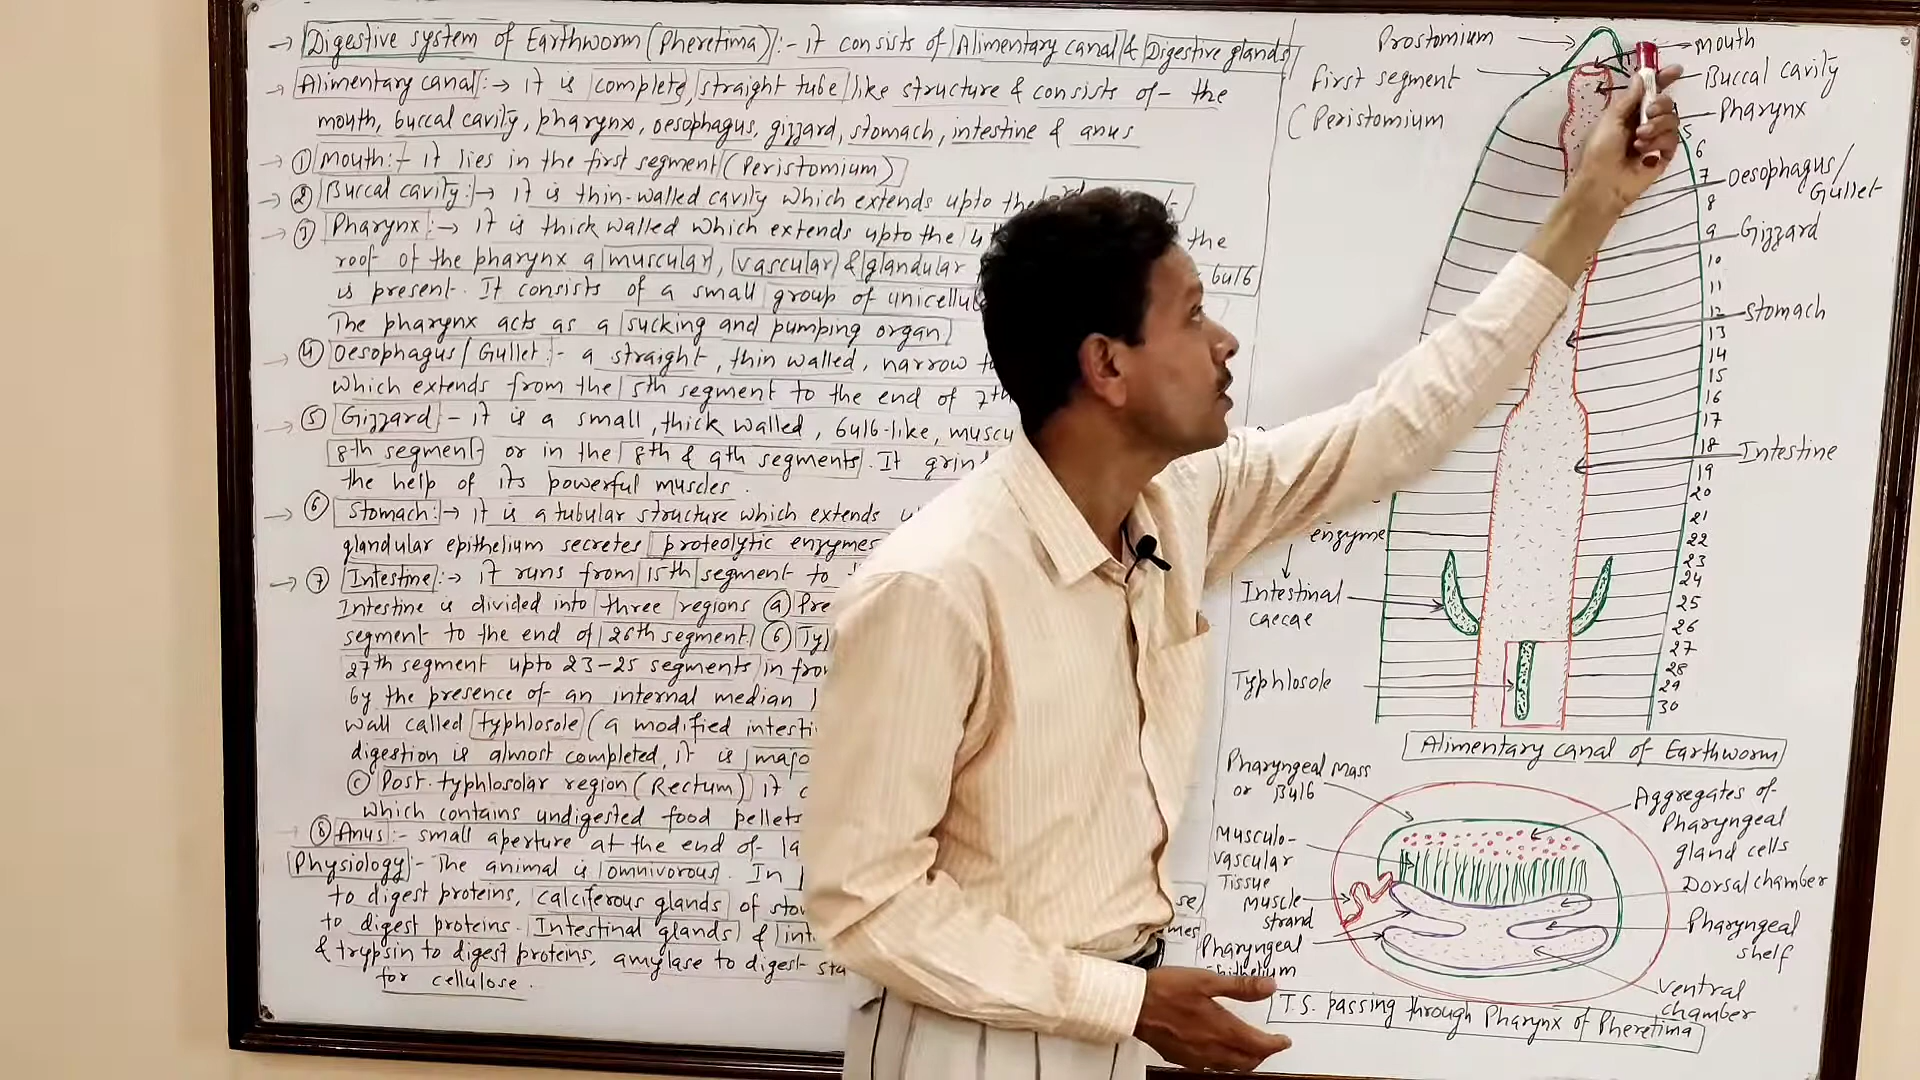 → Digestive system of Earthworm (Pheretima) :- it consists of Alimentary canal & Digestive glands
→ Alimentary canal :→ it is complete, straight tube like structure & consists of - the
mouth, buccal cavity, pharynx, oesophagus, gizzard, stomach, intestine & anus
→ ① Mouth :- it lies in the first segment (Peristomium)
→ ② Buccal cavity :→ it is thin-walled cavity which extends upto the
→ ③ Pharynx :→ it is thick walled which extends upto the 4 the
roof of the pharynx a muscular, vascular & glandular bulb
is present. It consists of a small group of
The pharynx acts as a sucking and pumping organ
→ ④ Oesophagus/Gullet :- a straight, thin walled, narrow
which extends from the 5th segment to the end of 7th
→ ⑤ Gizzard - it is a small, thick walled, bulb-like,
8th segment or in the 8th & 9th segments. It
the help of its powerful muscles.
→ ⑥ Stomach :→ it is a tubular structure which extends
glandular epithelium secretes proteolytic enzymes
→ ⑦ Intestine :→ it runs from 15th segment to
Intestine is divided into three regions (a)
segment to the end of 26th segment (b)
27th segment upto 23-25 segments in
by the presence of an internal median
wall called typhlosole (a modified
digestion is almost completed, it is
(c) Post-typhlosolar region (Rectum) it
which contains undigested food pellets
⑧ Anus :- small aperture at the end of
Physiology - The animal is omnivorous. In
to digest proteins, calciferous glands of
to digest proteins. Intestinal glands &
& trypsin to digest proteins, amylase to digest
for cellulose.
Prostomium
First segment
(Peristomium
mouth
Buccal cavity
Pharynx
Oesophagus/
Gullet
Gizzard
Stomach
Intestine
5
6
7
8
9
10
11
12
13
14
15
16
17
18
19
20
21
22
23
24
25
26
27
28
29
30
enzyme
Intestinal
caecae
Typhlosole
Alimentary canal of Earthworm
Pharyngeal mass
or Bulb
Musculo-
vascular
Tissue
muscle
strand
Pharyngeal
Aggregates of
Pharyngeal
gland cells
Dorsal chamber
Pharyngeal
shelf
Ventral
chamber
T.S. passing through Pharynx of Pheretima